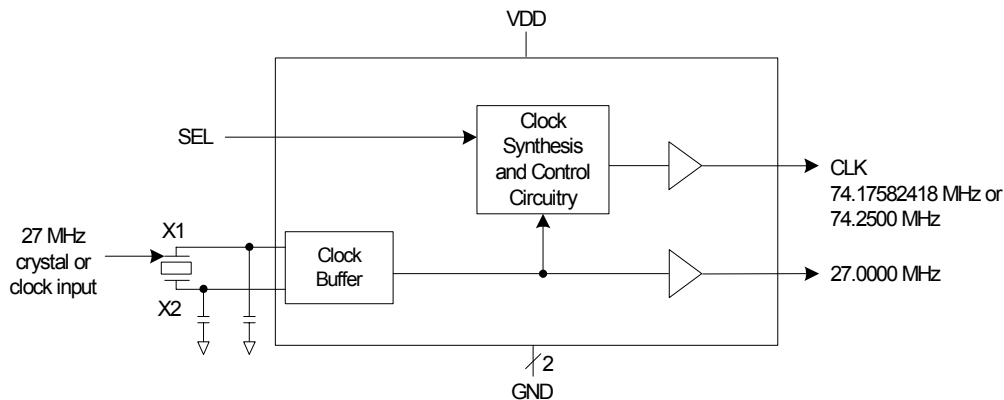 VDD
SEL
Clock
Synthesis
and Control
Circuitry
CLK
74.17582418 MHz or
74.2500 MHz
27 MHz
crystal or
clock input
X1
X2
Clock
Buffer
27.0000 MHz
2
GND